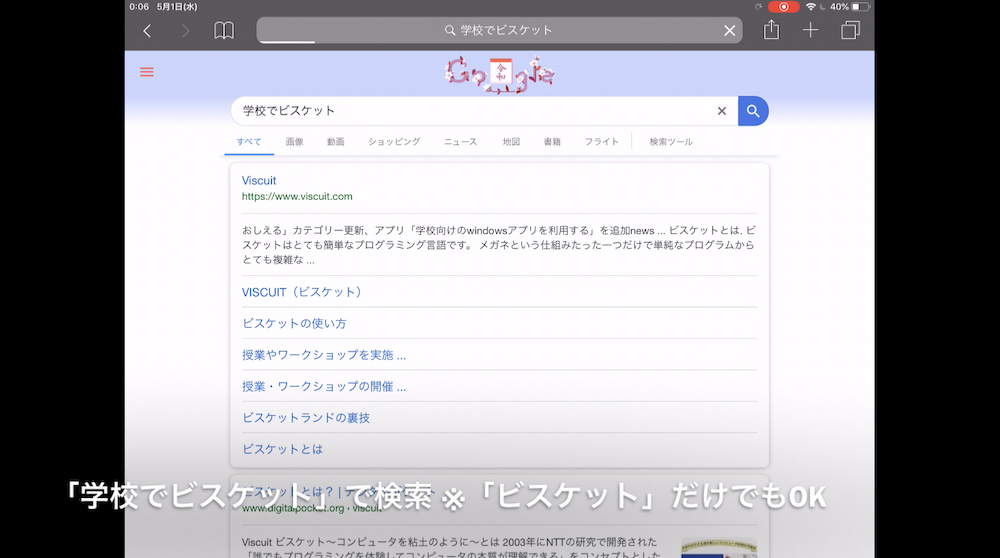 0:06 5月1日(水)
40%
学校でビスケット
Google
令和
学校でビスケット
すべて 画像 動画 ショッピング ニュース 地図 書籍 フライト 検索ツール
Viscuit
https://www.viscuit.com
おしえる」カテゴリー更新、アプリ「学校向けのwindowsアプリを利用する」を追加news ... ビスケットとは. ビ
スケットはとても簡単なプログラミング言語です。 メガネという仕組みたった一つだけで単純なプログラムから
とても複雑な ...
VISCUIT（ビスケット）
ビスケットの使い方
授業やワークショップを実施 ...
授業・ワークショップの開催 ...
ビスケットランドの裏技
ビスケットとは
「学校でビスケット」で検索 ※「ビスケット」だけでもOK
www.digitalpocket.org › viscuit
Viscuit ビスケット〜コンピュータを粘土のように〜とは 2003年にNTTの研究で開発された
「誰でもプログラミングを体験してコンピュータの本質が理解できる」をコンセプトとした